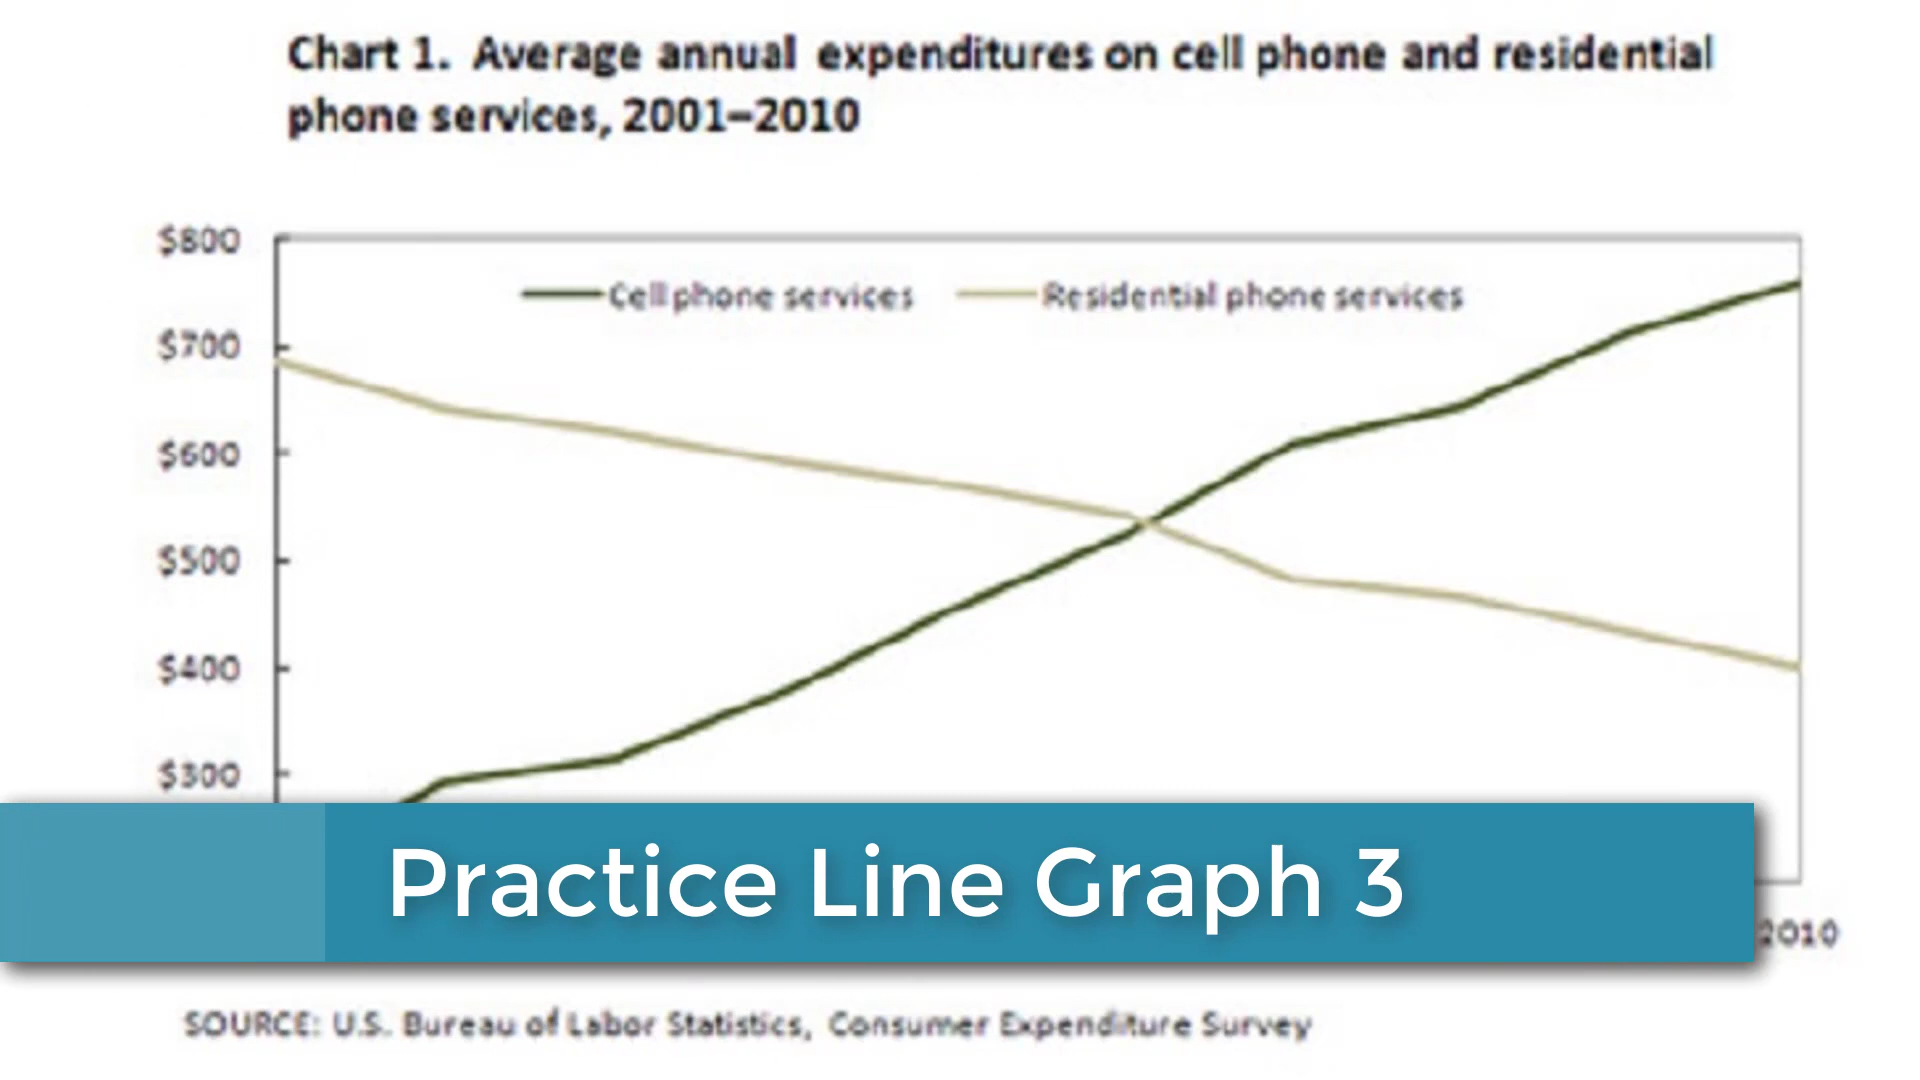 Chart 1. Average annual expenditures on cell phone and residential
phone services, 2001–2010
$800
Cell phone services Residential phone services
$700
$600
$500
$400
$300
Practice Line Graph 3
2010
SOURCE: U.S. Bureau of Labor Statistics, Consumer Expenditure Survey